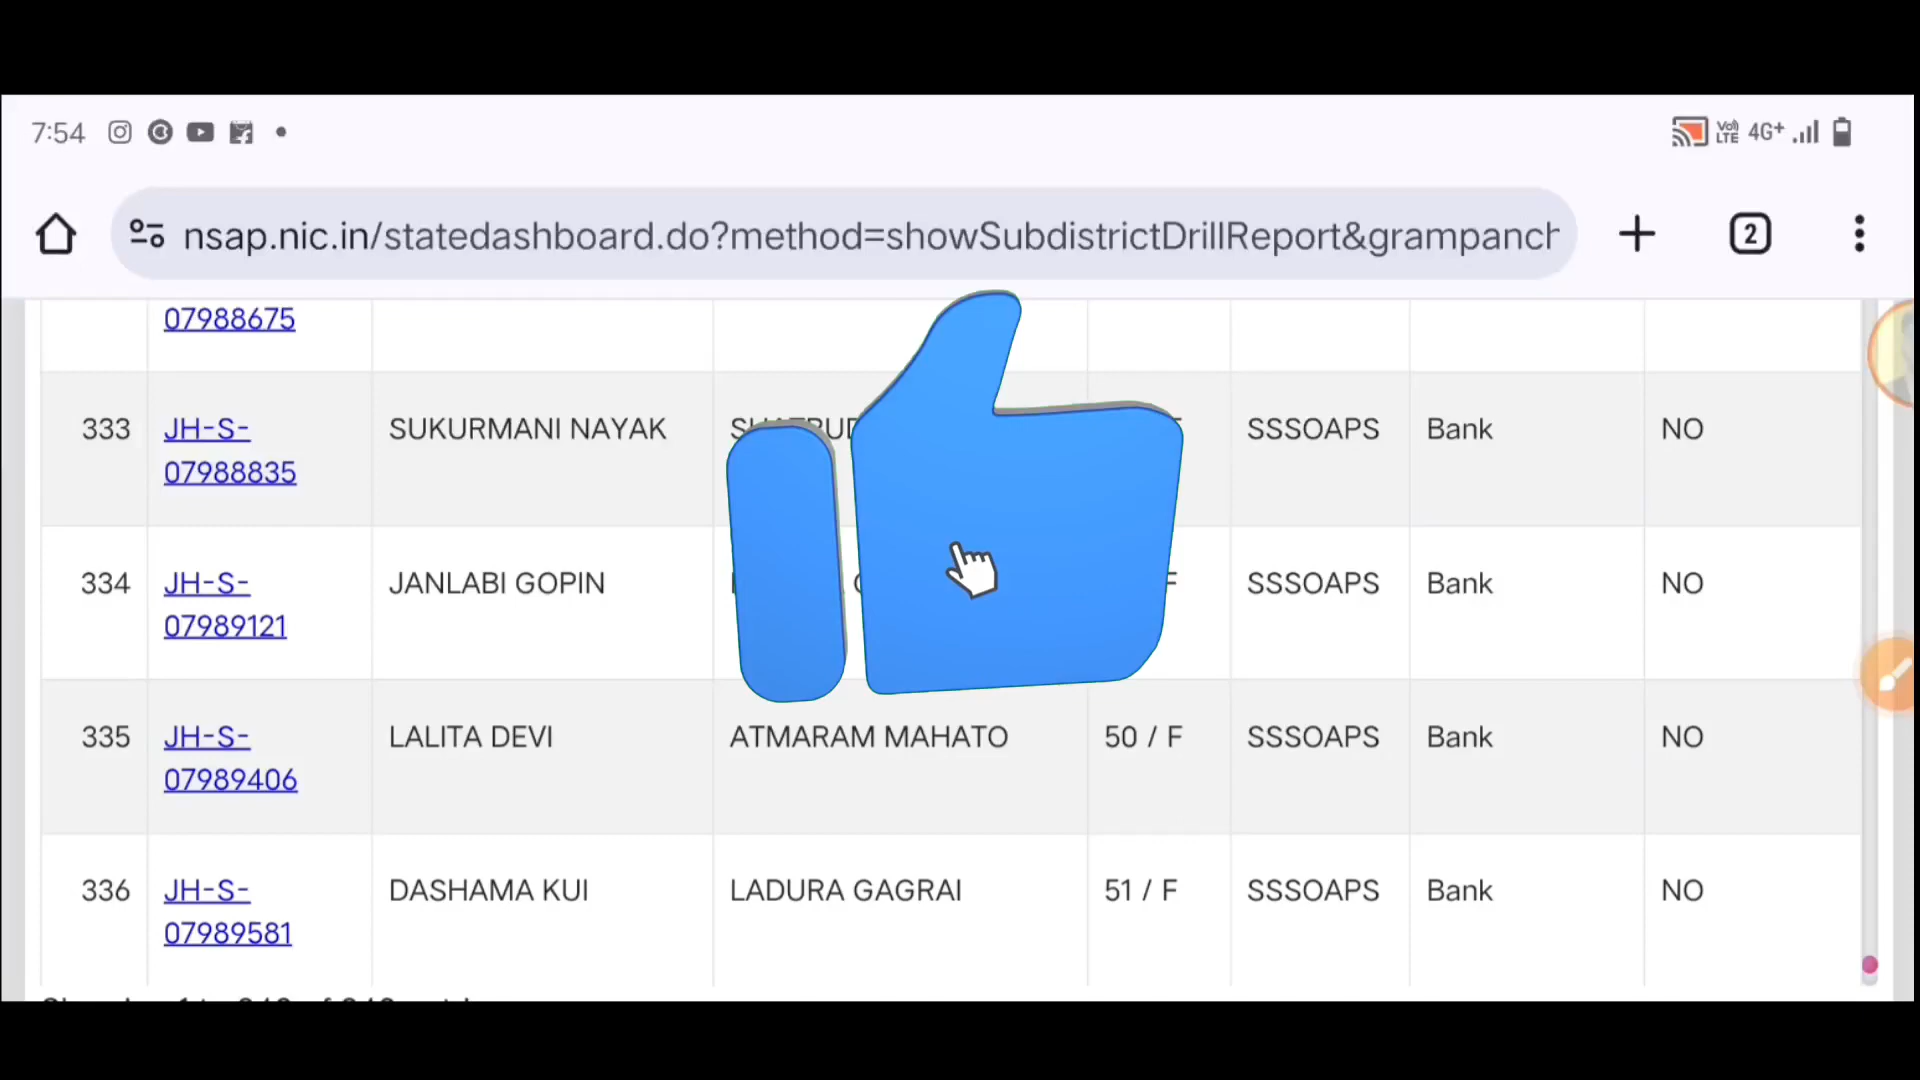 7:54 VoLTE 4G+
nsap.nic.in/statedashboard.do?method=showSubdistrictDrillReport&grampanch 2
07988675
333 JH-S- SUKURMANI NAYAK SSSOAPS Bank NO
07988835
334 JH-S- JANLABI GOPIN F SSSOAPS Bank NO
07989121
335 JH-S- LALITA DEVI ATMARAM MAHATO 50 / F SSSOAPS Bank NO
07989406
336 JH-S- DASHAMA KUI LADURA GAGRAI 51 / F SSSOAPS Bank NO
07989581